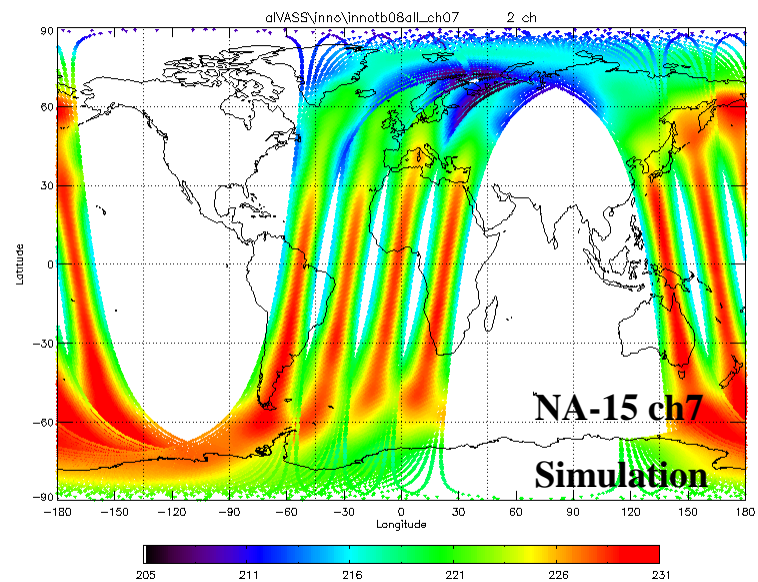 alVASS\inno\innotb08all_ch07 2 ch
90
60
30
0
−30
−60
−90
Latitude
NA-15 ch7
Simulation
−180 −150 −120 −90 −60 −30 0 30 60 90 120 150 180
Longitude
205 211 216 221 226 231